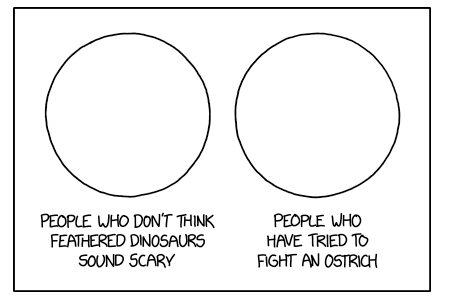 PEOPLE WHO DON'T THINK
FEATHERED DINOSAURS
SOUND SCARY
PEOPLE WHO
HAVE TRIED TO
FIGHT AN OSTRICH